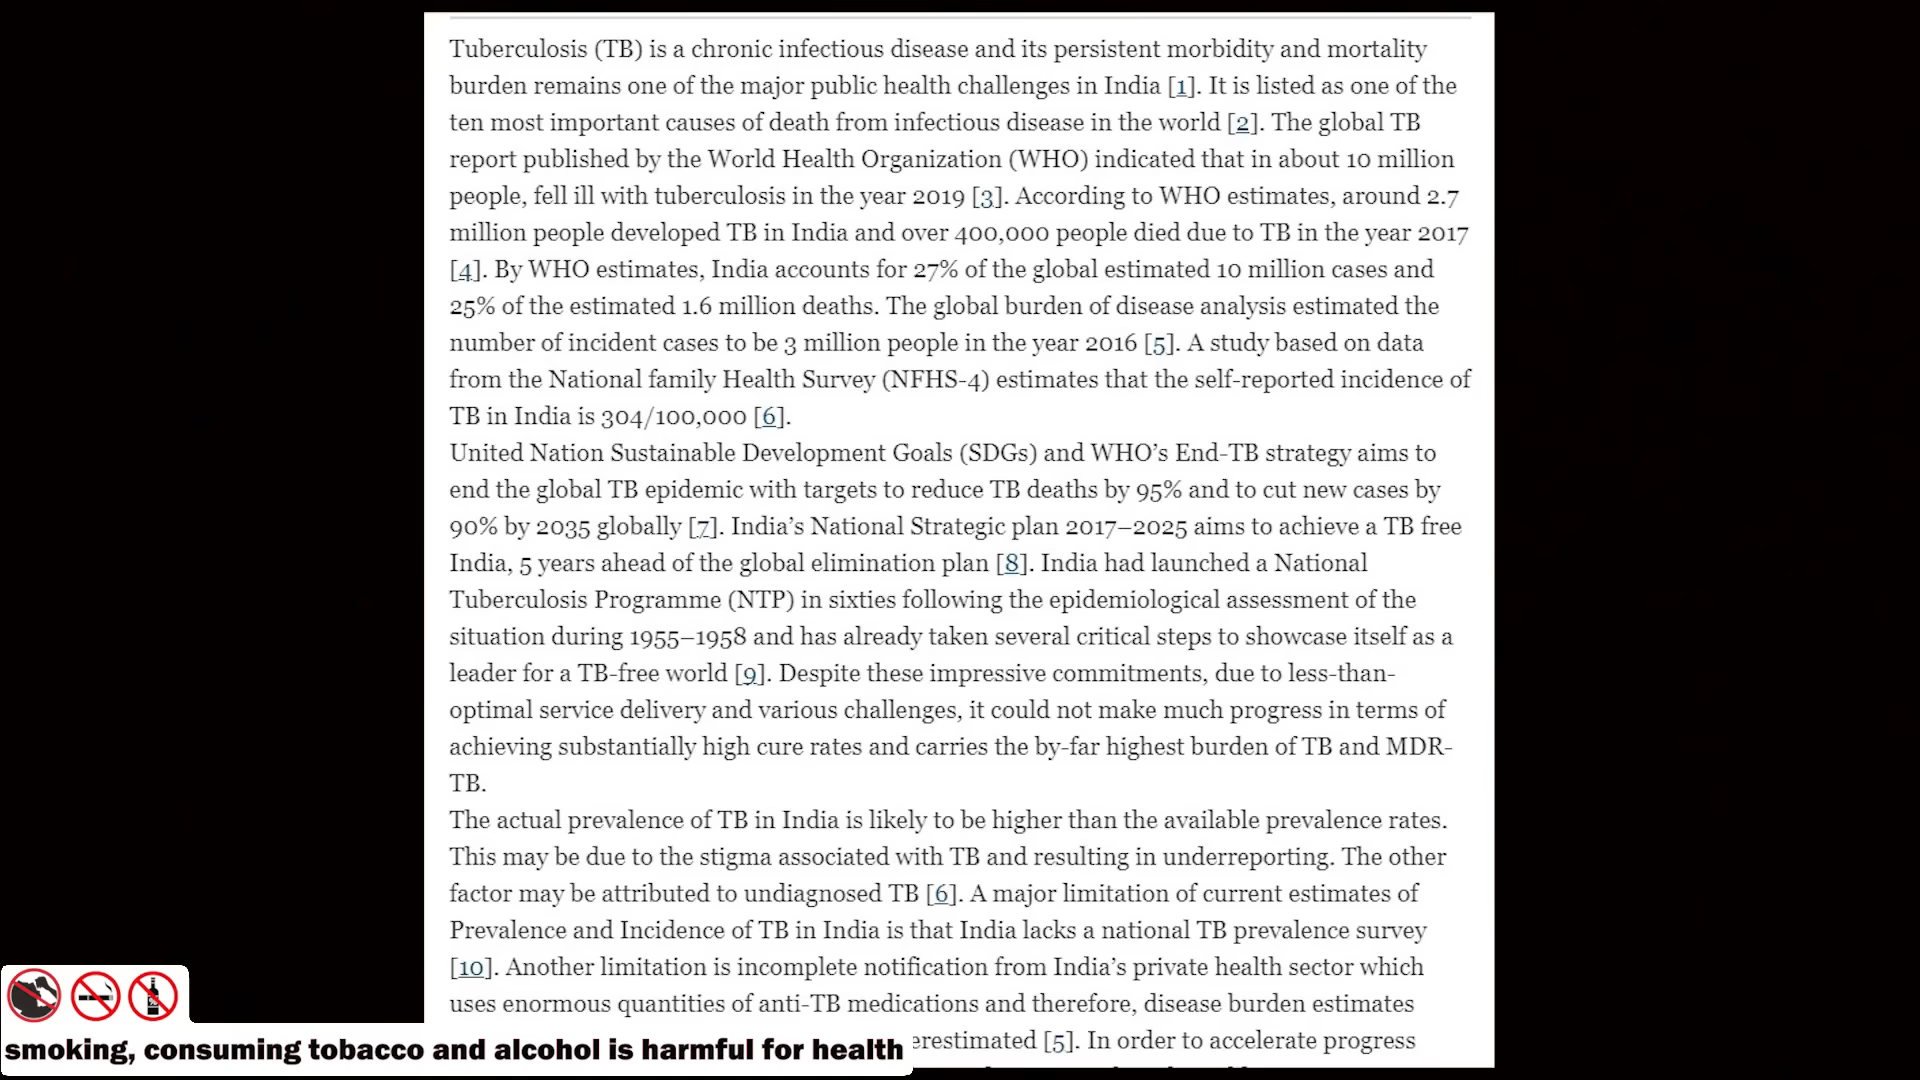 Tuberculosis (TB) is a chronic infectious disease and its persistent morbidity and mortality
burden remains one of the major public health challenges in India [1]. It is listed as one of the
ten most important causes of death from infectious disease in the world [2]. The global TB
report published by the World Health Organization (WHO) indicated that in about 10 million
people, fell ill with tuberculosis in the year 2019 [3]. According to WHO estimates, around 2.7
million people developed TB in India and over 400,000 people died due to TB in the year 2017
[4]. By WHO estimates, India accounts for 27% of the global estimated 10 million cases and
25% of the estimated 1.6 million deaths. The global burden of disease analysis estimated the
number of incident cases to be 3 million people in the year 2016 [5]. A study based on data
from the National family Health Survey (NFHS-4) estimates that the self-reported incidence of
TB in India is 304/100,000 [6].
United Nation Sustainable Development Goals (SDGs) and WHO’s End-TB strategy aims to
end the global TB epidemic with targets to reduce TB deaths by 95% and to cut new cases by
90% by 2035 globally [7]. India’s National Strategic plan 2017–2025 aims to achieve a TB free
India, 5 years ahead of the global elimination plan [8]. India had launched a National
Tuberculosis Programme (NTP) in sixties following the epidemiological assessment of the
situation during 1955–1958 and has already taken several critical steps to showcase itself as a
leader for a TB-free world [9]. Despite these impressive commitments, due to less-than-
optimal service delivery and various challenges, it could not make much progress in terms of
achieving substantially high cure rates and carries the by-far highest burden of TB and MDR-
TB.
The actual prevalence of TB in India is likely to be higher than the available prevalence rates.
This may be due to the stigma associated with TB and resulting in underreporting. The other
factor may be attributed to undiagnosed TB [6]. A major limitation of current estimates of
Prevalence and Incidence of TB in India is that India lacks a national TB prevalence survey
[10]. Another limitation is incomplete notification from India’s private health sector which
uses enormous quantities of anti-TB medications and therefore, disease burden estimates
erestimated [5]. In order to accelerate progress
smoking, consuming tobacco and alcohol is harmful for health